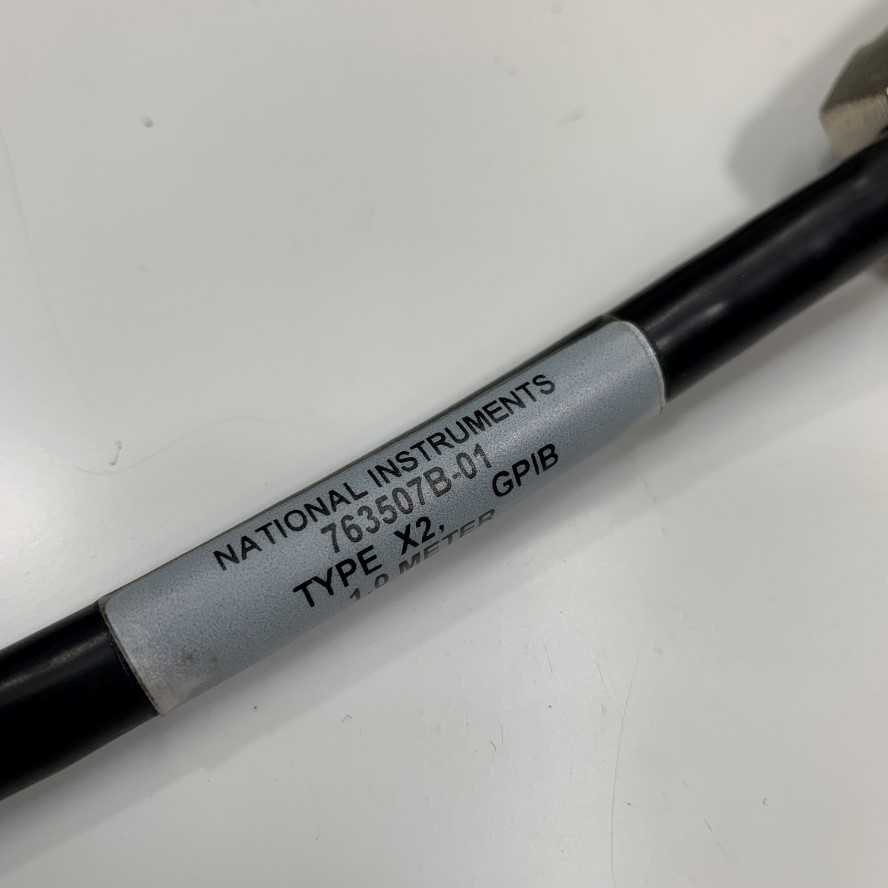 NATIONAL INSTRUMENTS
763507B-01
TYPE X2, GPIB
1.0 METER